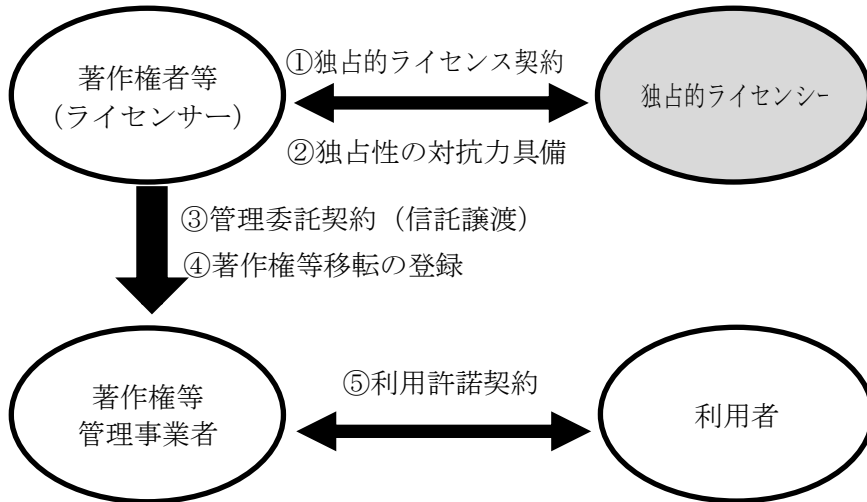 著作権者等
（ライセンサー）
①独占的ライセンス契約
②独占性の対抗力具備
独占的ライセンシー
③管理委託契約（信託譲渡）
④著作権等移転の登録
著作権等
管理事業者
⑤利用許諾契約
利用者